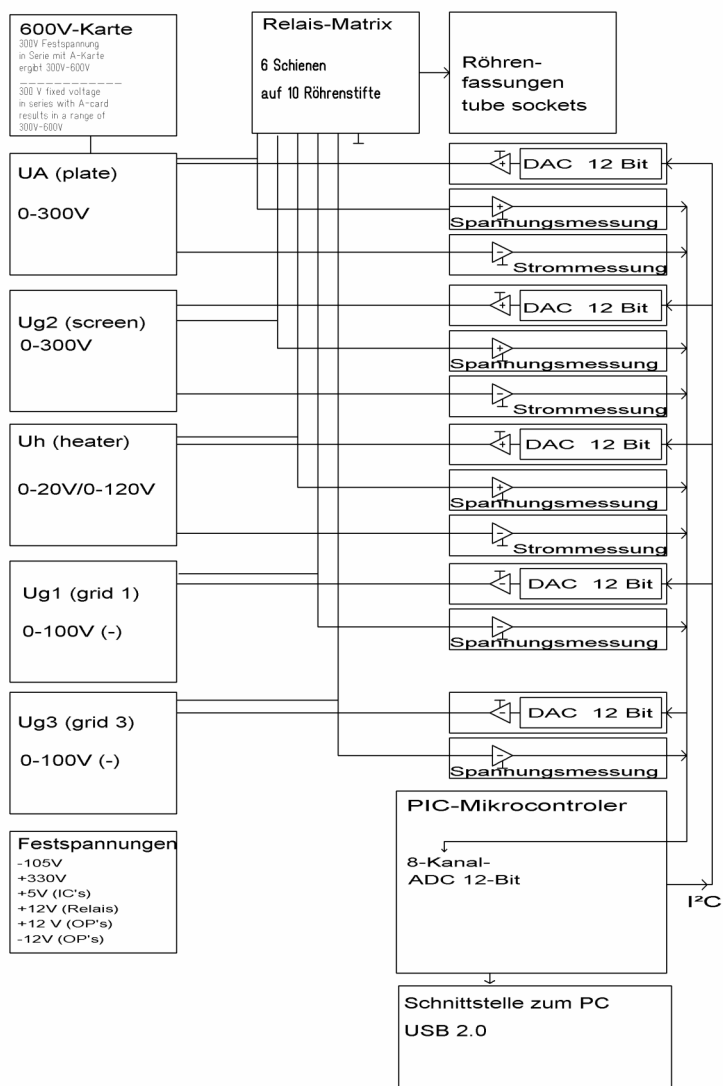 600V-Karte
300V Festspannung
in Serie mit A-Karte
ergibt 300V-600V
300 V fixed voltage
in series with A-card
results in a range of
300V-600V
Relais-Matrix
6 Schienen
auf 10 Röhrenstifte
Röhren-
fassungen
tube sockets
UA (plate)
0-300V
DAC 12 Bit
Spannungsmessung
Strommessung
Ug2 (screen)
0-300V
DAC 12 Bit
Spannungsmessung
Strommessung
Uh (heater)
0-20V/0-120V
DAC 12 Bit
Spannungsmessung
Strommessung
Ug1 (grid 1)
0-100V (-)
DAC 12 Bit
Spannungsmessung
Ug3 (grid 3)
0-100V (-)
DAC 12 Bit
Spannungsmessung
Festspannungen
-105V
+330V
+5V (IC's)
+12V (Relais)
+12 V (OP's)
-12V (OP's)
PIC-Mikrocontroler
8-Kanal-
ADC 12-Bit
I²C
Schnittstelle zum PC
USB 2.0